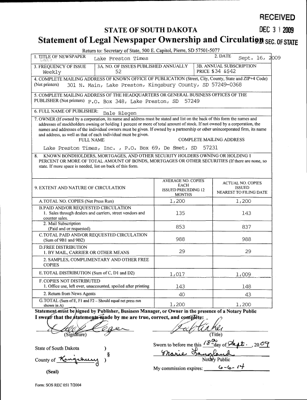 RECEIVED
DEC 31 2009
SEC. OF STATE
STATE OF SOUTH DAKOTA
Statement of Legal Newspaper Ownership and Circulation
Return to: Secretary of State, 500 E. Capitol, Pierre, SD 57501-5077
1. TITLE OF NEWSPAPER
Lake Preston Times
2. DATE
Sept. 16, 2009
3. FREQUENCY OF ISSUE
Weekly
3A. NO. OF ISSUES PUBLISHED ANNUALLY
52
3B. ANNUAL SUBSCRIPTION
PRICE $34 &$42
4. COMPLETE MAILING ADDRESS OF KNOWN OFFICE OF PUBLICATION (Street, City, County, State and ZIP+4 Code)
(Not printers)
301 N. Main, Lake Preston, Kingsbury County, SD 57249-0368
5. COMPLETE MAILING ADDRESS OF THE HEADQUARTERS OR GENERAL BUSINESS OFFICES OF THE
PUBLISHER (Not printers)
P.O. Box 348, Lake Preston, SD 57249
6. FULL NAME OF PUBLISHER:
Dale Blegen
7. OWNER (If owned by a corporation, its name and address must be stated and list on the back of this form the names and
addresses of stockholders owning or holding 1 percent or more of total amount of stock. If not owned by a corporation, the
names and addresses of the individual owners must be given. If owned by a partnership or other unincorporated firm, its name
and address, as well as that of each individual must be given.
FULL NAME
COMPLETE MAILING ADDRESS
Lake Preston Times, Inc., P.O. Box 69, De Smet, SD 57231
8. KNOWN BONDHOLDERS, MORTGAGES, AND OTHER SECURITY HOLDERS OWNING OR HOLDING 1
PERCENT OR MORE OF TOTAL AMOUNT OF BONDS, MORTGAGES OR OTHER SECURITIES (If there are none, so
state. If more space is needed, list on back of this form.
9. EXTENT AND NATURE OF CIRCULATION
AVERAGE NO. COPIES
EACH
ISSUES PRECEDING 12
MONTHS
ACTUAL NO. COPIES
ISSUES
NEAREST TO FILING DATE
A.TOTAL NO. COPIES (Net Press Run)
1,200
1,200
B.PAID AND/OR REQUESTED CIRCULATION
1. Sales through dealers and carriers, street vendors and
counter sales.
135
143
2. Mail Subscription
(Paid and or requested)
853
837
C.TOTAL PAID AND/OR REQUESTED CIRCULATION
(Sum of 9B1 and 9B2)
988
988
D.FREE DISTRIBUTION
1. BY MAIL, CARRIER OR OTHER MEANS
29
29
2. SAMPLES, COMPLIMENTARY AND OTHER FREE
COPIES
E.TOTAL DISTRIBUTION (Sum of C, D1 and D2)
1,017
1,009
F.COPIES NOT DISTRIBUTED
1. Office use, left over, unaccounted, spoiled after printing
143
148
2. Return from News Agents
40
43
G.TOTAL (Sum of E, F1 and F2 - Should equal net press run
shown in A)
1,200
1,200
Statement must be Signed by Publisher, Business Manager, or Owner in the presence of a Notary Public
I swear that the statements made by me are true, correct, and complete:
(Signature)
Publisher
(Title)
State of South Dakota )
§
County of Kingsbury )
(Seal)
Sworn to before me this 18th day of Sept. 2009
Marie Langland
Notary Public
My commission expires: 6-6-14
Form: SOS REC 051 7/2004